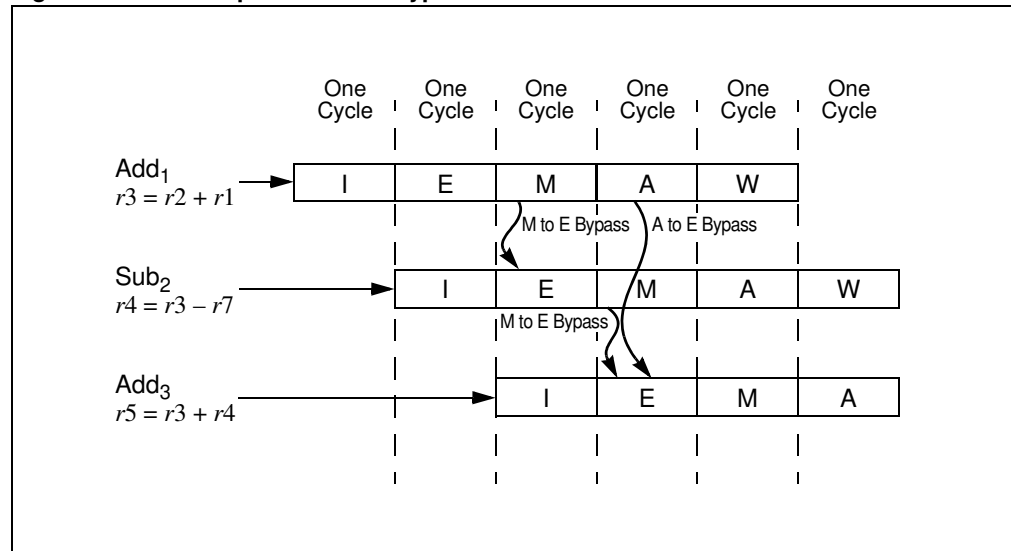 One One One One One One
Cycle Cycle Cycle Cycle Cycle Cycle
Add1
r3 = r2 + r1
I E M A W
M to E Bypass A to E Bypass
Sub2
r4 = r3 – r7
I E M A W
M to E Bypass
Add3
r5 = r3 + r4
I E M A